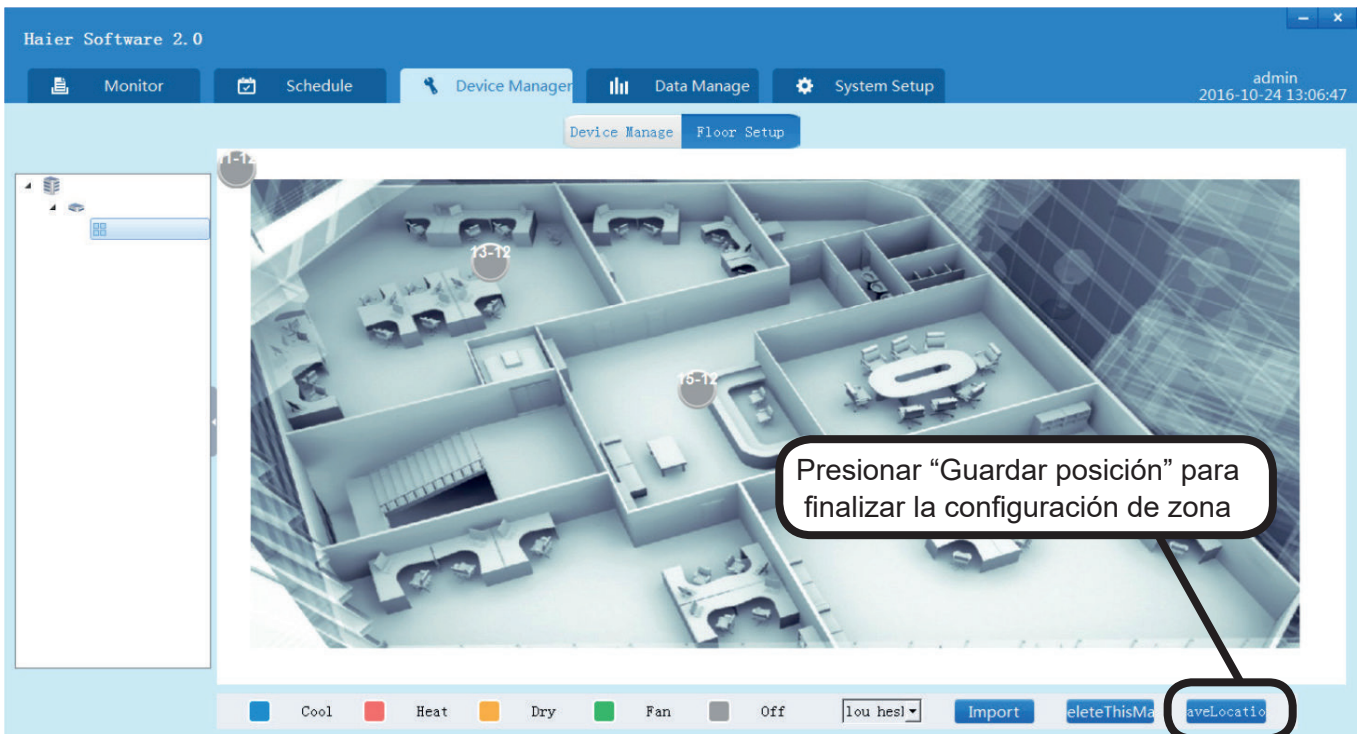 Haier Software 2.0
Monitor
Schedule
Device Manager
Data Manage
System Setup
admin
2016-10-24 13:06:47
Device Manage
Floor Setup
11-12
13-12
15-12
Presionar “Guardar posición” para
finalizar la configuración de zona
Cool
Heat
Dry
Fan
Off
lou hesl
Import
eleteThisMa
aveLocatio